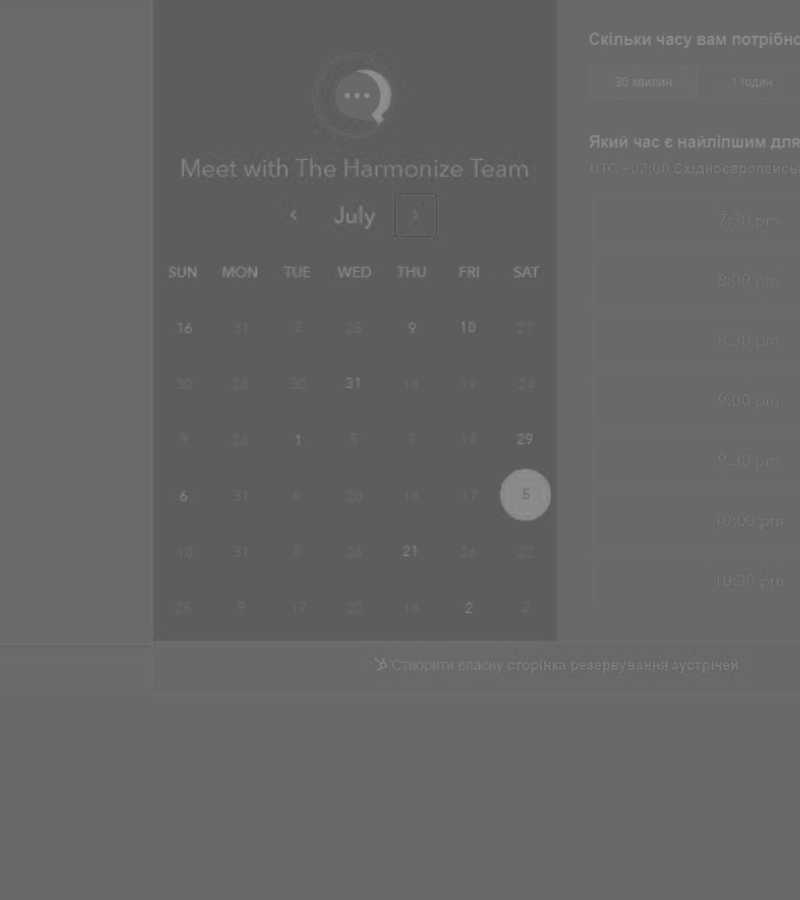 Meet with The Harmonize Team
July
SUN MON TUE WED THU FRI SAT
16 31 2 25 9 10 27
30 26 30 31 18 19 24
9 26 1 5 7 14 29
6 31 6 20 18 17 5
10 31 8 26 21 26 22
25 9 17 22 18 2 2
Скільки часу вам потрібно
30 хвилин 1 годин
Який час є найліпшим для
UTC +03:00 Східноєвропейсь
7:30 pm
8:00 pm
8:30 pm
9:00 pm
9:30 pm
10:00 pm
10:30 pm
Створити власну сторінка резервування зустрічей